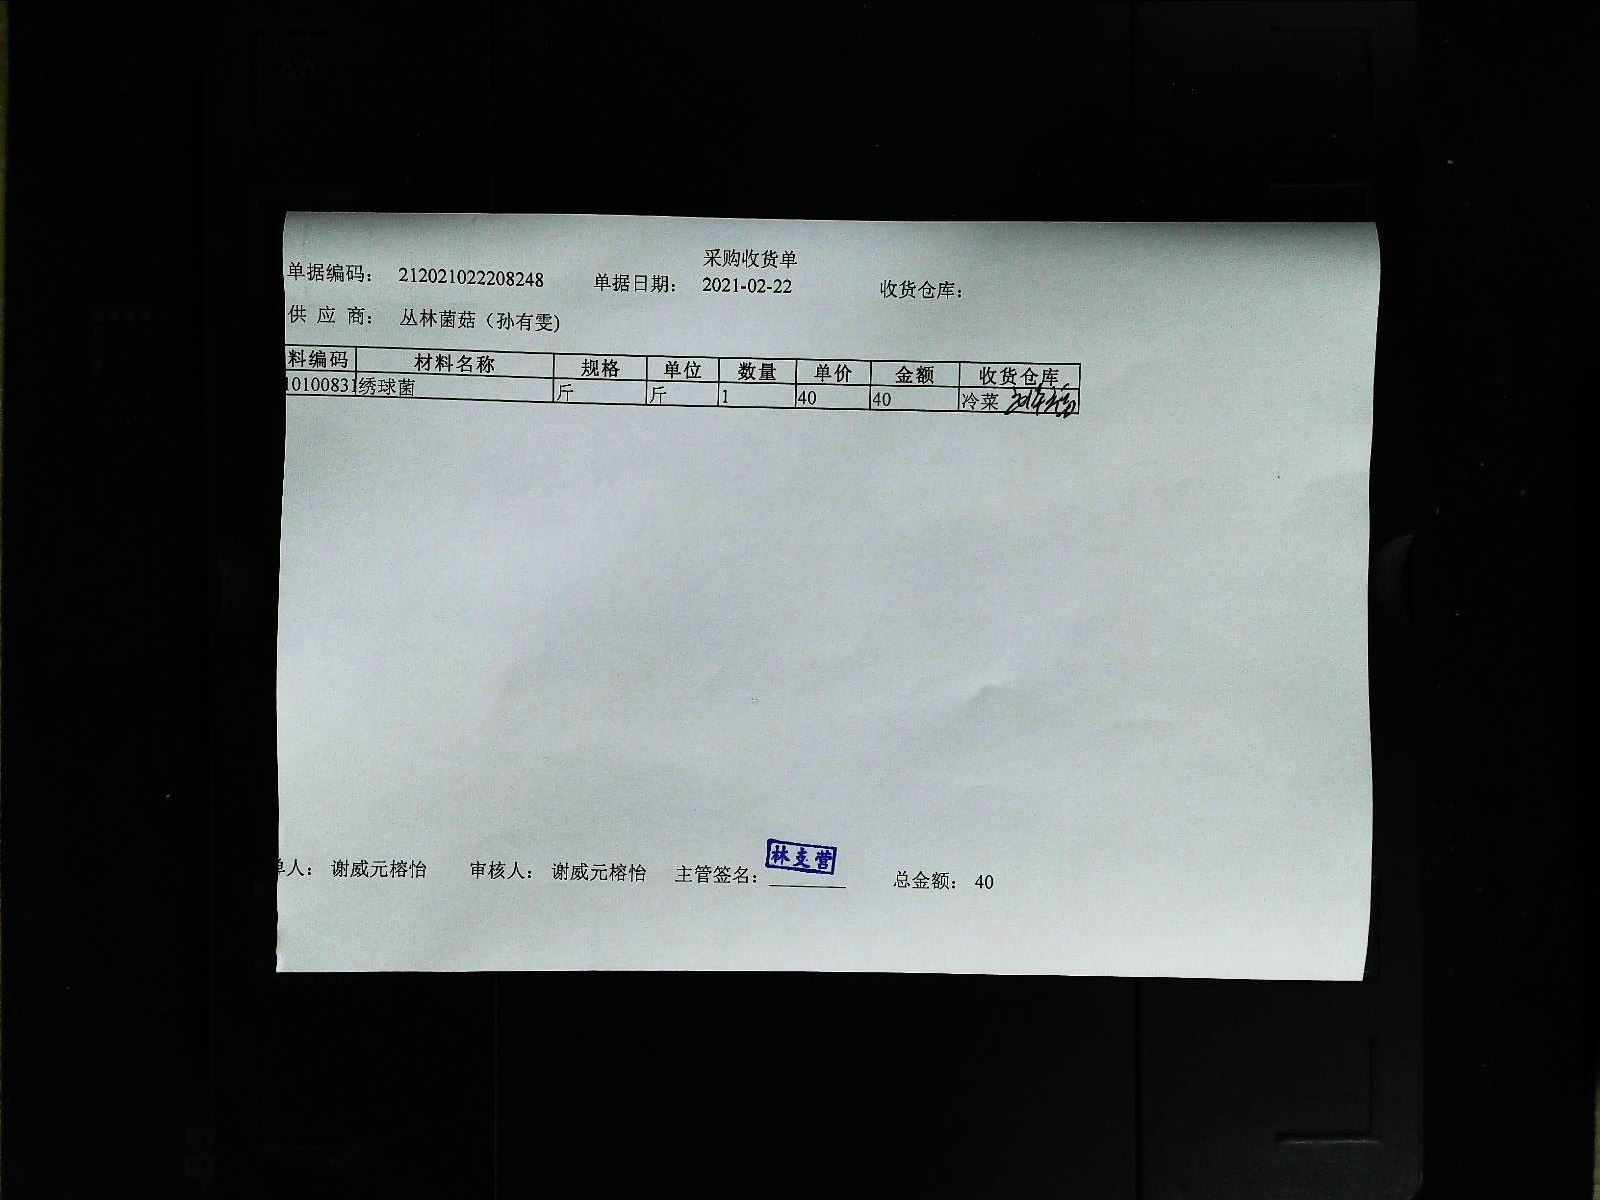 采购收货单
单据编码： 212021022208248 单据日期： 2021-02-22 收货仓库：
供 应 商： 丛林菌菇（孙有雯)
料编码 材料名称 规格 单位 数量 单价 金额 收货仓库
10100831 绣球菌 斤 斤 1 40 40 冷菜
单人： 谢威元榕怡 审核人： 谢威元榕怡 主管签名： 林支营 总金额： 40